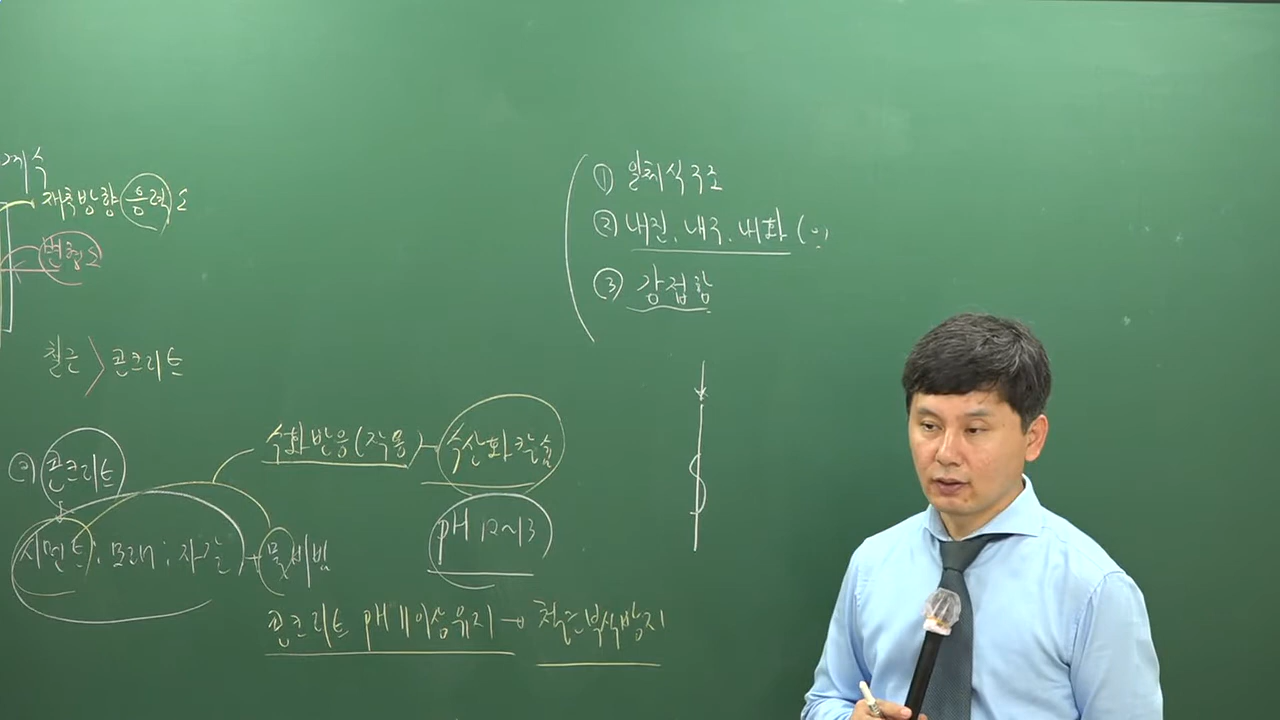 계수
재축방향 응력도
변형도
철근 > 콘크리트
① 일체식구조
② 내진, 내구, 내화 (
③ 강접합
콘크리트
수화반응(작용) - 수산화칼슘
pH 12~13
시멘트 : 모래 : 자갈 + 물비빔
콘크리트 pH 11이상유지 → 철근부식방지